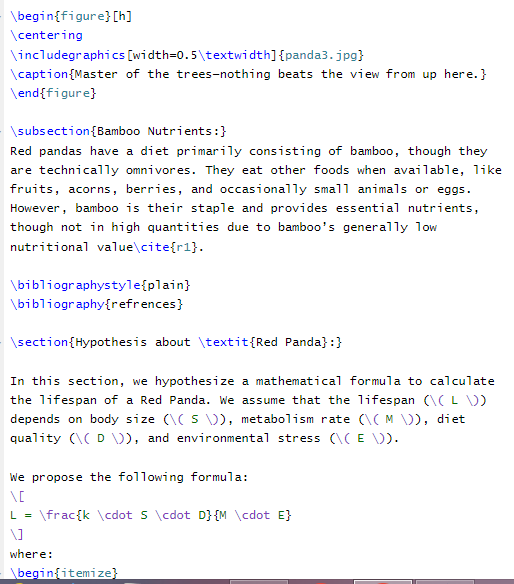 \begin{figure}[h]
\centering
\includegraphics[width=0.5\textwidth]{panda3.jpg}
\caption{Master of the trees—nothing beats the view from up here.}
\end{figure}
\subsection{Bamboo Nutrients:}
Red pandas have a diet primarily consisting of bamboo, though they
are technically omnivores. They eat other foods when available, like
fruits, acorns, berries, and occasionally small animals or eggs.
However, bamboo is their staple and provides essential nutrients,
though not in high quantities due to bamboo’s generally low
nutritional value\cite{r1}.
\bibliographystyle{plain}
\bibliography{refrences}
\section{Hypothesis about \textit{Red Panda}:}
In this section, we hypothesize a mathematical formula to calculate
the lifespan of a Red Panda. We assume that the lifespan (\( L \))
depends on body size (\( S \)), metabolism rate (\( M \)), diet
quality (\( D \)), and environmental stress (\( E \)).
We propose the following formula:
\[
L = \frac{k \cdot S \cdot D}{M \cdot E}
\]
where:
\begin{itemize}